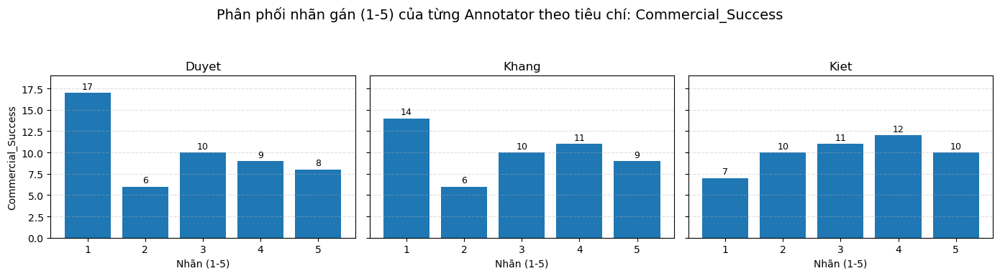 Phân phối nhãn gán (1-5) của từng Annotator theo tiêu chí: Commercial_Success
Duyet
Khang
Kiet
Commercial_Success
17.5
15.0
12.5
10.0
7.5
5.0
2.5
0.0
17
6
10
9
8
14
6
10
11
9
7
10
11
12
10
1 2 3 4 5
1 2 3 4 5
1 2 3 4 5
Nhãn (1-5)
Nhãn (1-5)
Nhãn (1-5)